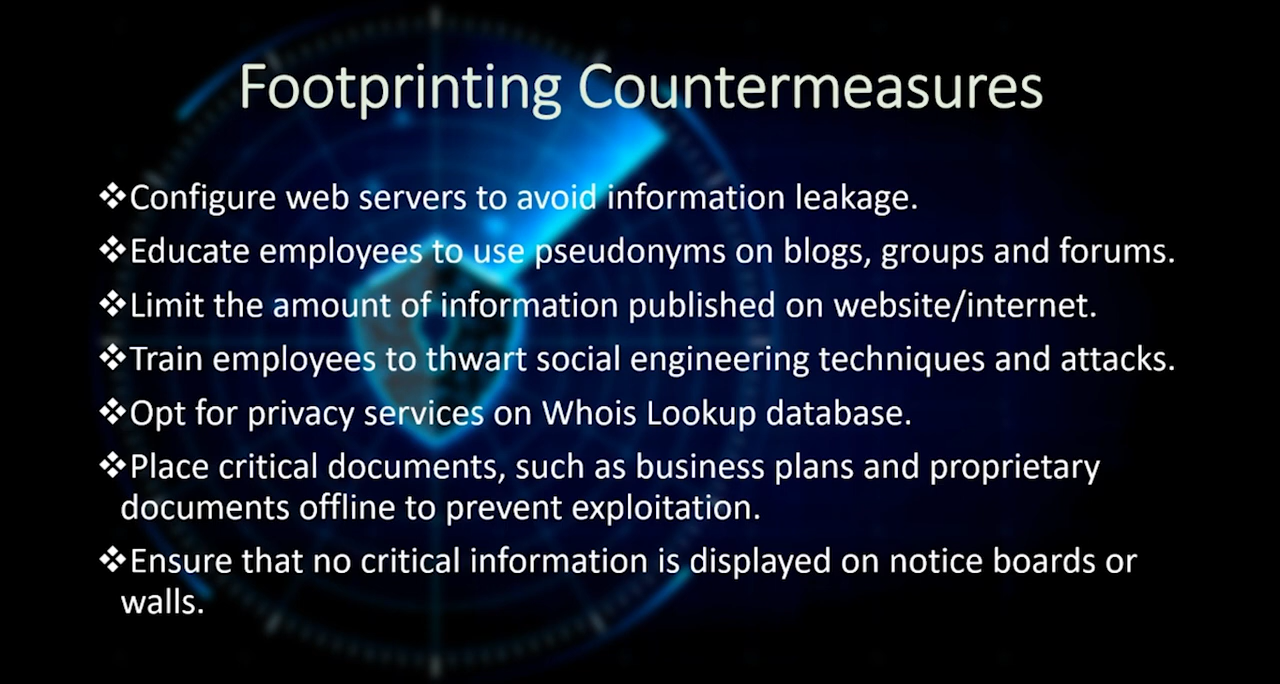 Footprinting Countermeasures
❖Configure web servers to avoid information leakage.
❖Educate employees to use pseudonyms on blogs, groups and forums.
❖Limit the amount of information published on website/internet.
❖Train employees to thwart social engineering techniques and attacks.
❖Opt for privacy services on Whois Lookup database.
❖Place critical documents, such as business plans and proprietary
documents offline to prevent exploitation.
❖Ensure that no critical information is displayed on notice boards or
walls.